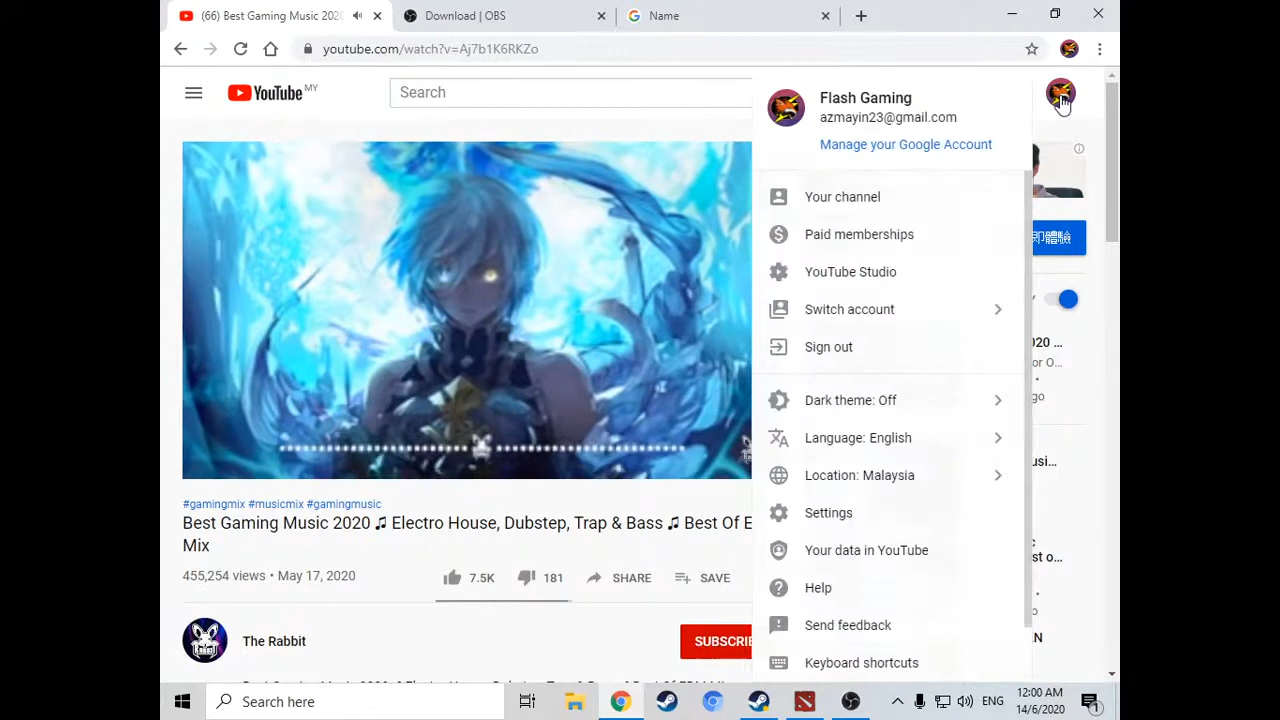 (66) Best Gaming Music 2020
Download | OBS
Name
youtube.com/watch?v=Aj7b1K6RKZo
YouTube MY
Search
Flash Gaming
azmayin23@gmail.com
Manage your Google Account
Your channel
Paid memberships
YouTube Studio
Switch account
Sign out
Dark theme: Off
Language: English
Location: Malaysia
Settings
Your data in YouTube
Help
Send feedback
Keyboard shortcuts
#gamingmix #musicmix #gamingmusic
Best Gaming Music 2020 ♫ Electro House, Dubstep, Trap & Bass ♫ Best Of E
Mix
455,254 views • May 17, 2020
7.5K
181
SHARE
SAVE
The Rabbit
SUBSCRIBE
Search here
ENG
12:00 AM
14/6/2020
1